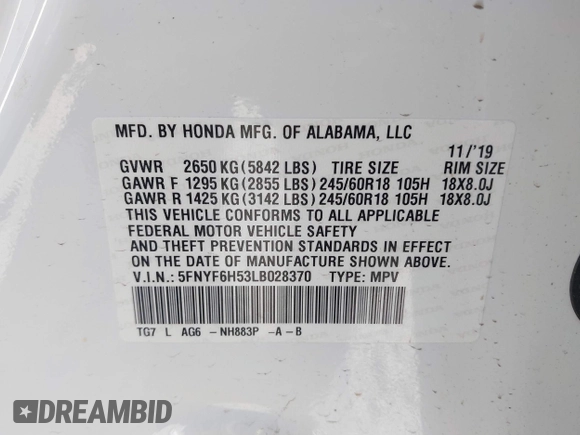 MFD. BY HONDA MFG. OF ALABAMA, LLC
11/'19
GVWR 2650 KG (5842 LBS) TIRE SIZE RIM SIZE
GAWR F 1295 KG (2855 LBS) 245/60R18 105H 18X8.0J
GAWR R 1425 KG (3142 LBS) 245/60R18 105H 18X8.0J
THIS VEHICLE CONFORMS TO ALL APPLICABLE
FEDERAL MOTOR VEHICLE SAFETY
AND THEFT PREVENTION STANDARDS IN EFFECT
ON THE DATE OF MANUFACTURE SHOWN ABOVE.
V.I.N.: 5FNYF6H53LB028370 TYPE: MPV
TG7 L AG6 - NH883P -A-B
DREAMBID